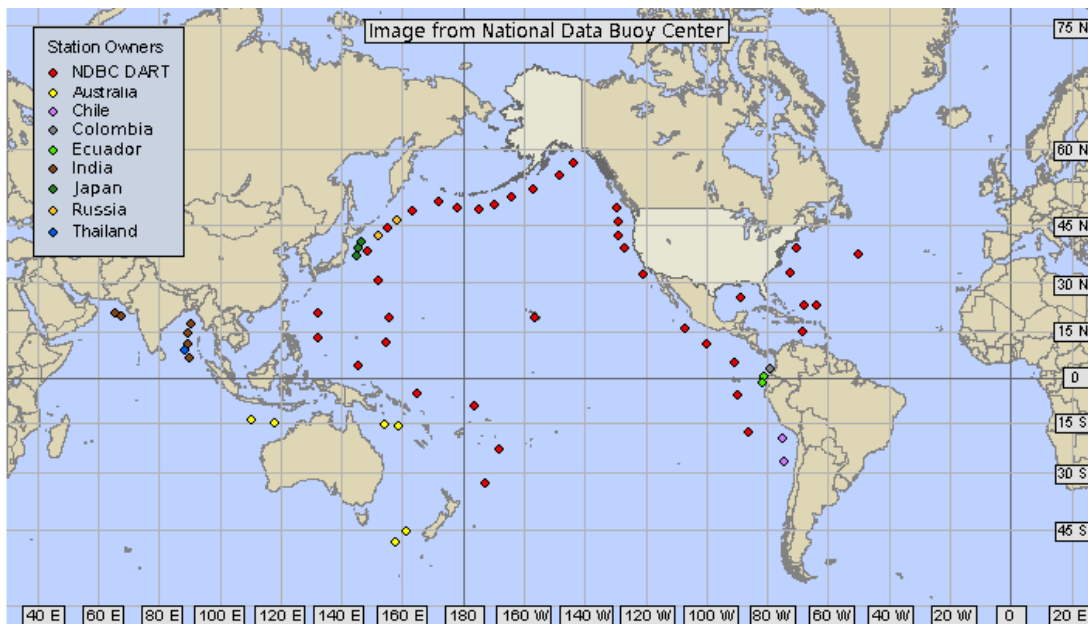 Image from National Data Buoy Center
75 N
Station Owners
NDBC DART
Australia
Chile
Colombia
Ecuador
India
Japan
Russia
Thailand
60 N
45 N
30 N
15 N
0
15 S
30 S
45 S
40 E 60 E 80 E 100 E 120 E 140 E 160 E 180 160 W 140 W 120 W 100 W 80 W 60 W 40 W 20 W 0 20 E